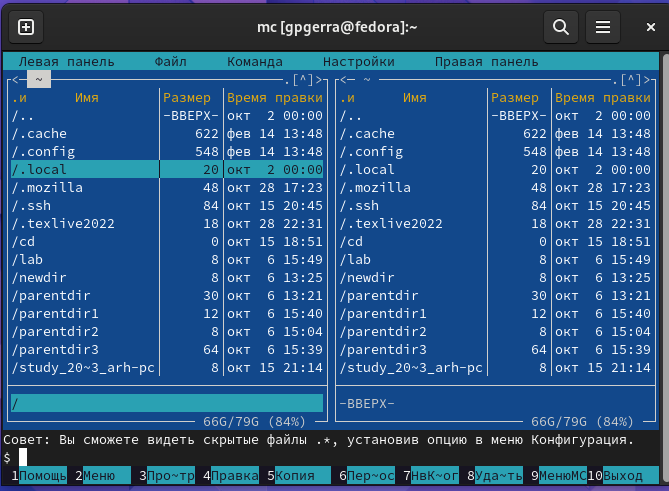 mc [gpgerra@fedora]:~
Левая панель Файл Команда Настройки Правая панель
<─ ~ .[^]> <─ ~ .[^]>
.и Имя Размер Время правки .и Имя Размер Время правки
/.. -ВВЕРХ- окт 2 00:00 /.. -ВВЕРХ- окт 2 00:00
/.cache 622 фев 14 13:48 /.cache 622 фев 14 13:48
/.config 548 фев 14 13:48 /.config 548 фев 14 13:48
/.local 20 окт 2 00:00 /.local 20 окт 2 00:00
/.mozilla 48 окт 28 17:23 /.mozilla 48 окт 28 17:23
/.ssh 84 окт 15 20:45 /.ssh 84 окт 15 20:45
/.texlive2022 18 окт 28 22:31 /.texlive2022 18 окт 28 22:31
/cd 0 окт 15 18:51 /cd 0 окт 15 18:51
/lab 8 окт 6 15:49 /lab 8 окт 6 15:49
/newdir 8 окт 6 13:25 /newdir 8 окт 6 13:25
/parentdir 30 окт 6 13:21 /parentdir 30 окт 6 13:21
/parentdir1 12 окт 6 15:40 /parentdir1 12 окт 6 15:40
/parentdir2 8 окт 6 15:04 /parentdir2 8 окт 6 15:04
/parentdir3 64 окт 6 15:39 /parentdir3 64 окт 6 15:39
/study_20~3_arh-pc 8 окт 15 21:14 /study_20~3_arh-pc 8 окт 15 21:14
/ -ВВЕРХ-
66G/79G (84%) 66G/79G (84%)
Совет: Вы сможете видеть скрытые файлы .*, установив опцию в меню Конфигурация.
$
1Помощь 2Меню 3Про~тр 4Правка 5Копия 6Пер~ос 7НвК~ог 8Уда~ть 9МенюМС 10Выход